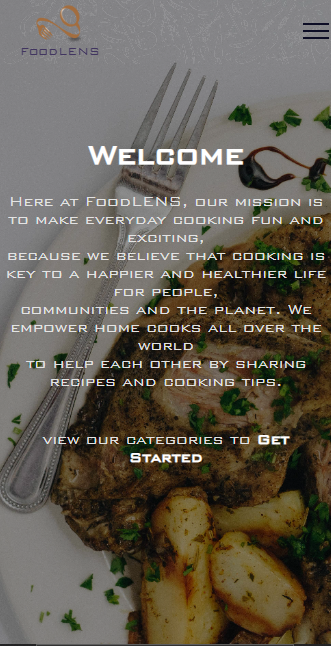 FOODLENS
Welcome
Here at FoodLENS, our mission is
to make everyday cooking fun and
exciting,
because we believe that cooking is
key to a happier and healthier life
for people,
communities and the planet. We
empower home cooks all over the
world
to help each other by sharing
recipes and cooking tips.
view our categories to Get
Started